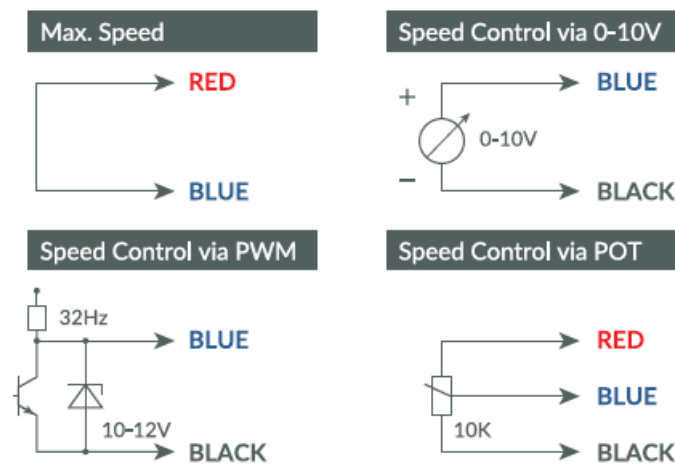 Max. Speed
RED
BLUE
Speed Control via 0-10V
+
BLUE
0-10V
–
BLACK
Speed Control via PWM
32Hz
BLUE
10-12V
BLACK
Speed Control via POT
RED
BLUE
10K
BLACK